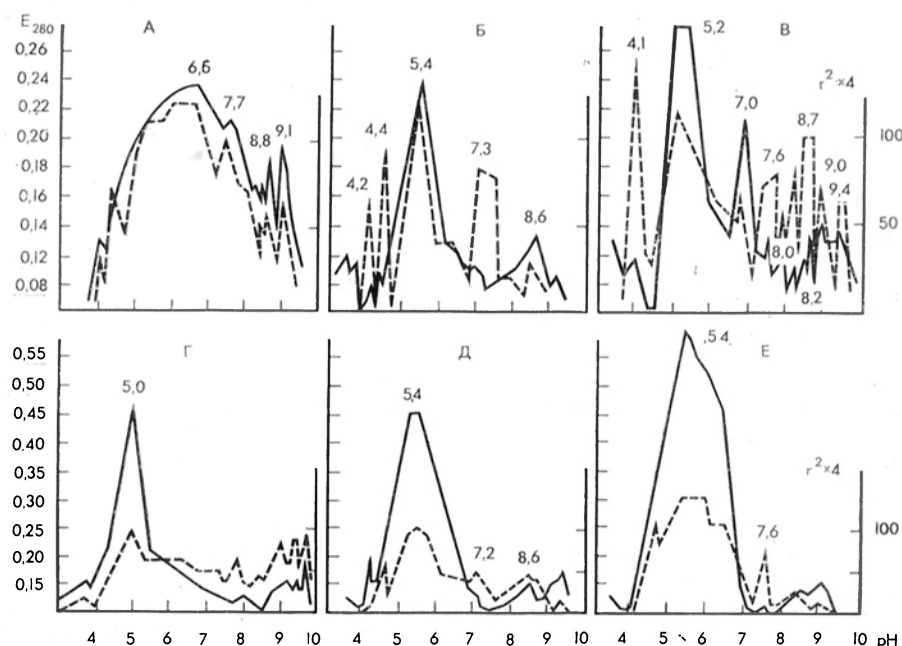 E280 А Б В
0,26 0,24 0,22 0,20 0,18 0,16 0,14 0,12 0,08
6,6 7,7 8,8 9,1
4,2 4,4 5,4 7,3 8,6
4,1 5,2 7,0 7,6 8,0 8,2 8,7 9,0 9,4
r²×4
100
50
Г Д Е
0,55 0,50 0,45 0,40 0,35 0,30 0,25 0,20 0,15
5,0
5,4 7,2 8,6
,5 4 7,6
r²×4
100
4 5 6 7 8 9 10 4 5 6 7 8 9 10 4 5 6 7 8 9 10 pH